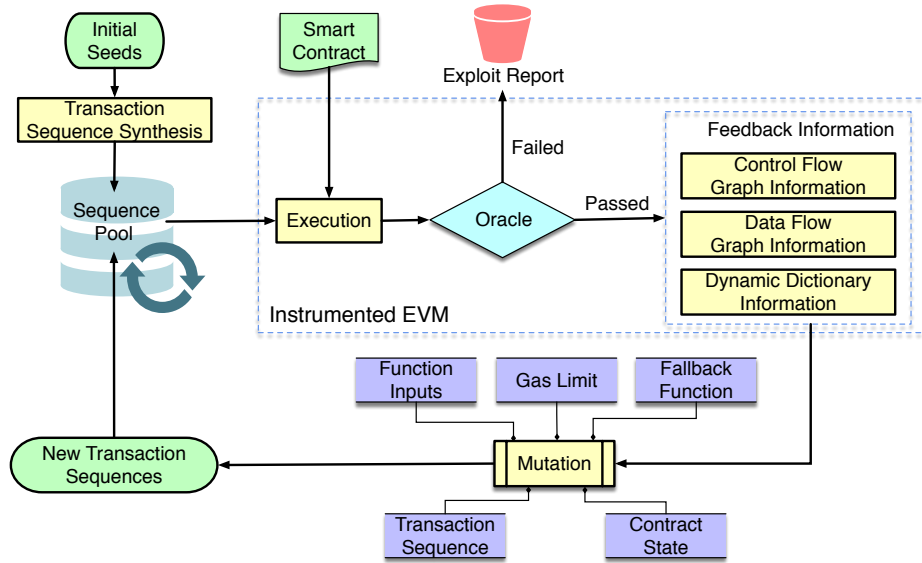 Initial
Seeds
Smart
Contract
Exploit Report
Transaction
Sequence Synthesis
Failed
Feedback Information
Control Flow
Graph Information
Sequence
Pool
Execution
Oracle
Passed
Data Flow
Graph Information
Dynamic Dictionary
Information
Instrumented EVM
Function
Inputs
Gas Limit
Fallback
Function
New Transaction
Sequences
Mutation
Transaction
Sequence
Contract
State